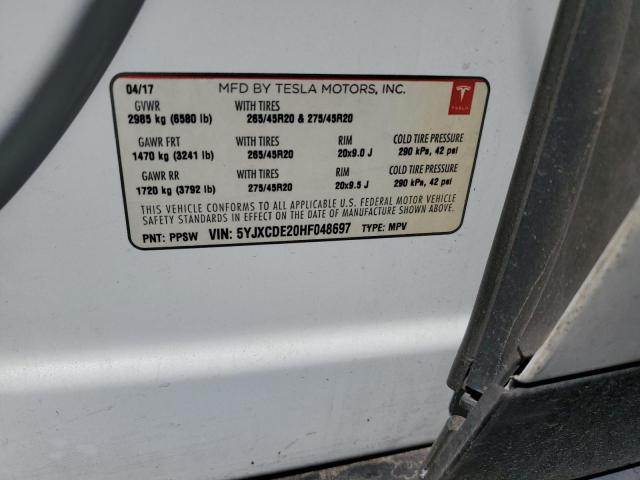 04/17 MFD BY TESLA MOTORS, INC.
GVWR WITH TIRES
2985 kg (6580 lb) 265/45R20 & 275/45R20
GAWR FRT WITH TIRES RIM COLD TIRE PRESSURE
1470 kg (3241 lb) 265/45R20 20x9.0 J 290 kPa, 42 psi
GAWR RR WITH TIRES RIM COLD TIRE PRESSURE
1720 kg (3792 lb) 275/45R20 20x9.5 J 290 kPa, 42 psi
THIS VEHICLE CONFORMS TO ALL APPLICABLE U.S. FEDERAL MOTOR VEHICLE
SAFETY STANDARDS IN EFFECT ON THE DATE OF MANUFACTURE SHOWN ABOVE.
PNT: PPSW VIN: 5YJXCDE20HF048697 TYPE: MPV
TESLA